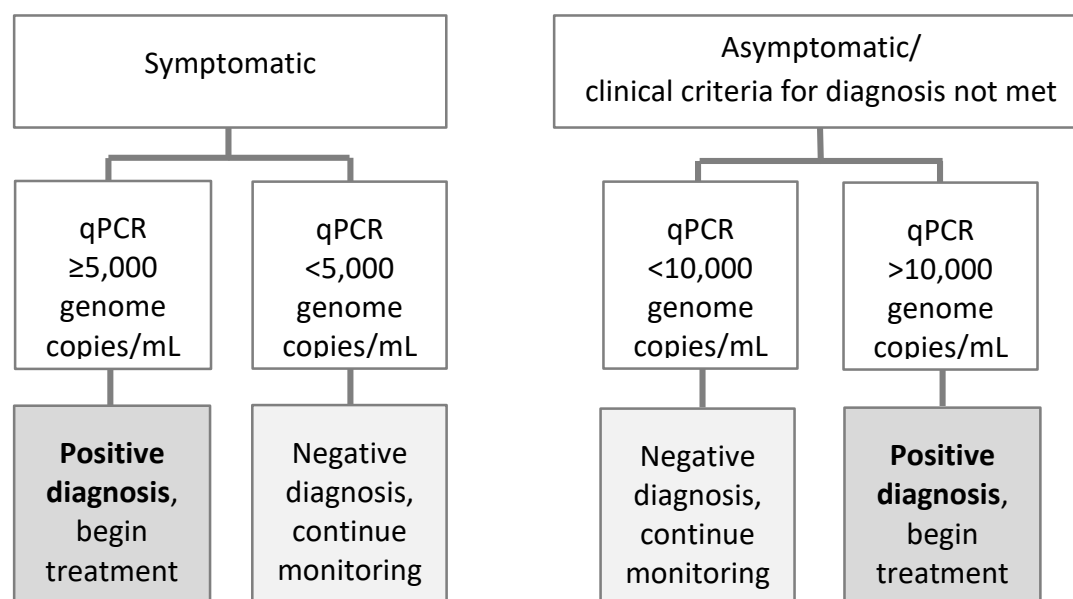 Symptomatic
qPCR
≥5,000
genome
copies/mL
Positive
diagnosis,
begin
treatment
qPCR
<5,000
genome
copies/mL
Negative
diagnosis,
continue
monitoring
Asymptomatic/
clinical criteria for diagnosis not met
qPCR
<10,000
genome
copies/mL
Negative
diagnosis,
continue
monitoring
qPCR
>10,000
genome
copies/mL
Positive
diagnosis,
begin
treatment